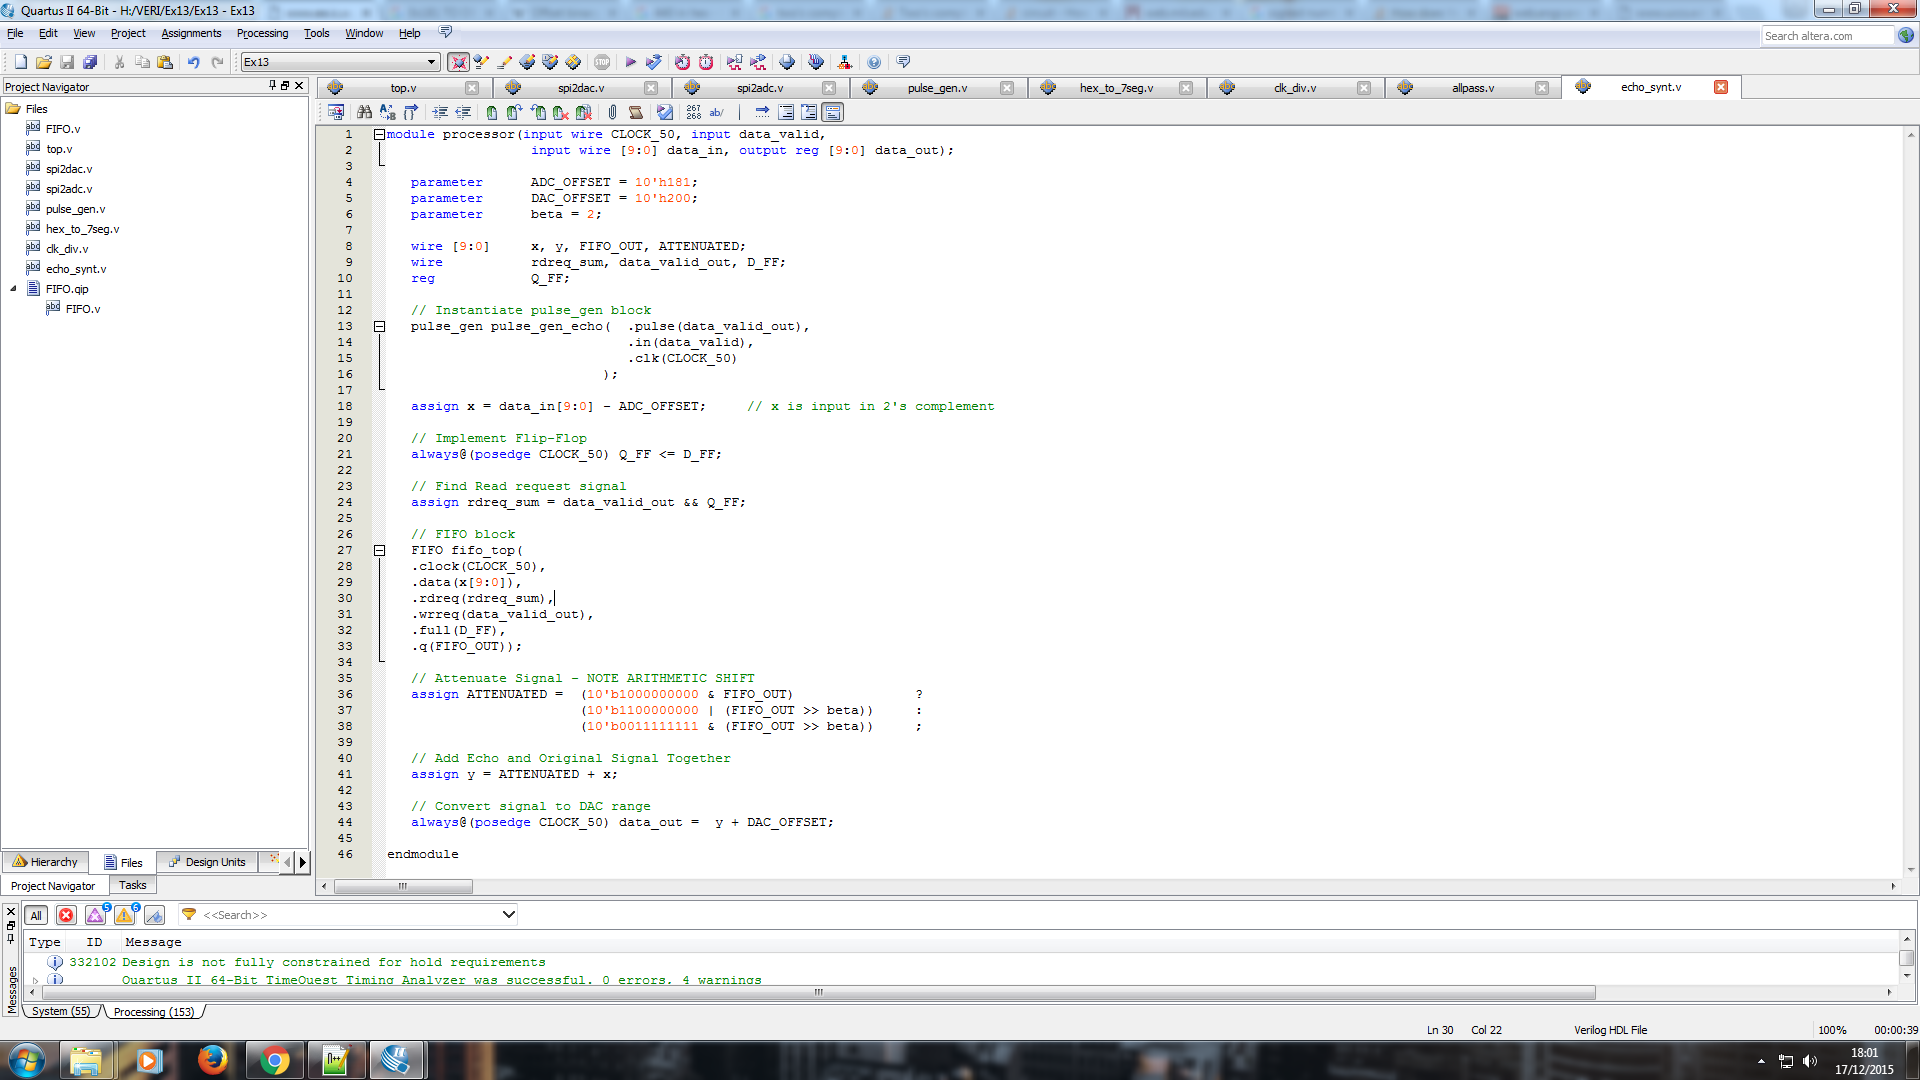 Quartus II 64-Bit - H:/VERI/Ex13/Ex13 - Ex13
File Edit View Project Assignments Processing Tools Window Help
Search altera.com
Ex13
Project Navigator
Files
FIFO.v
top.v
spi2dac.v
spi2adc.v
pulse_gen.v
hex_to_7seg.v
clk_div.v
echo_synt.v
FIFO.qip
FIFO.v
Hierarchy Files Design Units
Project Navigator Tasks
top.v spi2dac.v spi2adc.v pulse_gen.v hex_to_7seg.v clk_div.v allpass.v echo_synt.v
267 268 ab/
1 module processor(input wire CLOCK_50, input data_valid,
2 input wire [9:0] data_in, output reg [9:0] data_out);
3
4 parameter ADC_OFFSET = 10'h181;
5 parameter DAC_OFFSET = 10'h200;
6 parameter beta = 2;
7
8 wire [9:0] x, y, FIFO_OUT, ATTENUATED;
9 wire rdreq_sum, data_valid_out, D_FF;
10 reg Q_FF;
11
12 // Instantiate pulse_gen block
13 pulse_gen pulse_gen_echo( .pulse(data_valid_out),
14 .in(data_valid),
15 .clk(CLOCK_50)
16 );
17
18 assign x = data_in[9:0] - ADC_OFFSET; // x is input in 2's complement
19
20 // Implement Flip-Flop
21 always@(posedge CLOCK_50) Q_FF <= D_FF;
22
23 // Find Read request signal
24 assign rdreq_sum = data_valid_out && Q_FF;
25
26 // FIFO block
27 FIFO fifo_top(
28 .clock(CLOCK_50),
29 .data(x[9:0]),
30 .rdreq(rdreq_sum),
31 .wrreq(data_valid_out),
32 .full(D_FF),
33 .q(FIFO_OUT));
34
35 // Attenuate Signal - NOTE ARITHMETIC SHIFT
36 assign ATTENUATED = (10'b1000000000 & FIFO_OUT) ?
37 (10'b1100000000 | (FIFO_OUT >> beta)) :
38 (10'b0011111111 & (FIFO_OUT >> beta)) ;
39
40 // Add Echo and Original Signal Together
41 assign y = ATTENUATED + x;
42
43 // Convert signal to DAC range
44 always@(posedge CLOCK_50) data_out = y + DAC_OFFSET;
45
46 endmodule
All 5 6 <<Search>>
Type ID Message
332102 Design is not fully constrained for hold requirements
Quartus II 64-Bit TimeQuest Timing Analyzer was successful. 0 errors, 4 warnings
Messages
System (55) Processing (153)
Ln 30 Col 22 Verilog HDL File 100% 00:00:39
18:01
17/12/2015